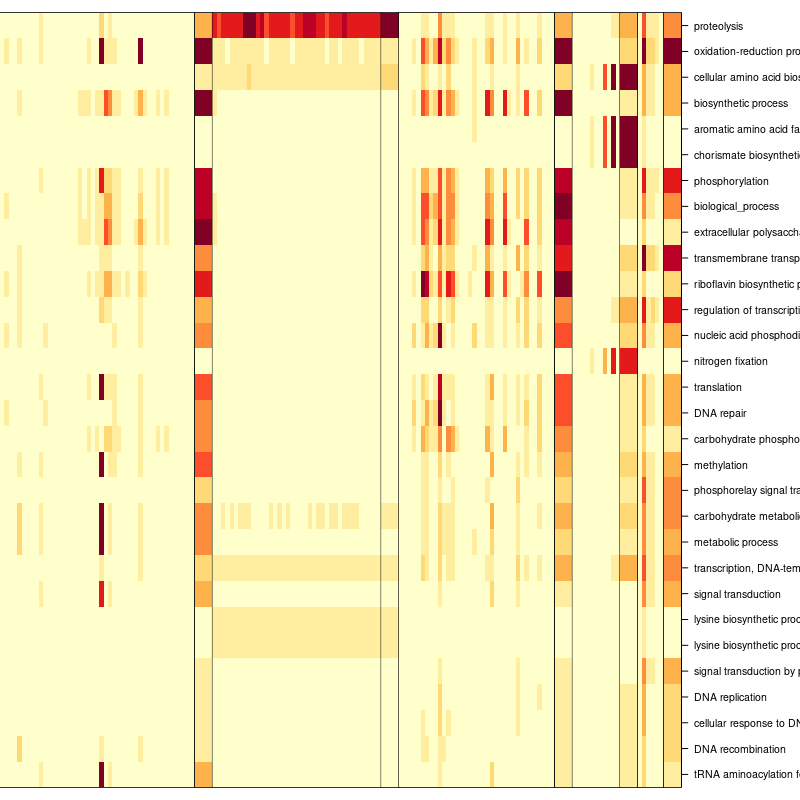 proteolysis
oxidation-reduction pro
cellular amino acid bios
biosynthetic process
aromatic amino acid fa
chorismate biosynthetic
phosphorylation
biological_process
extracellular polysaccha
transmembrane transp
riboflavin biosynthetic p
regulation of transcripti
nucleic acid phosphodi
nitrogen fixation
translation
DNA repair
carbohydrate phospho
methylation
phosphorelay signal tra
carbohydrate metabolic
metabolic process
transcription, DNA-tem
signal transduction
lysine biosynthetic proc
lysine biosynthetic proc
signal transduction by p
DNA replication
cellular response to DN
DNA recombination
tRNA aminoacylation fo